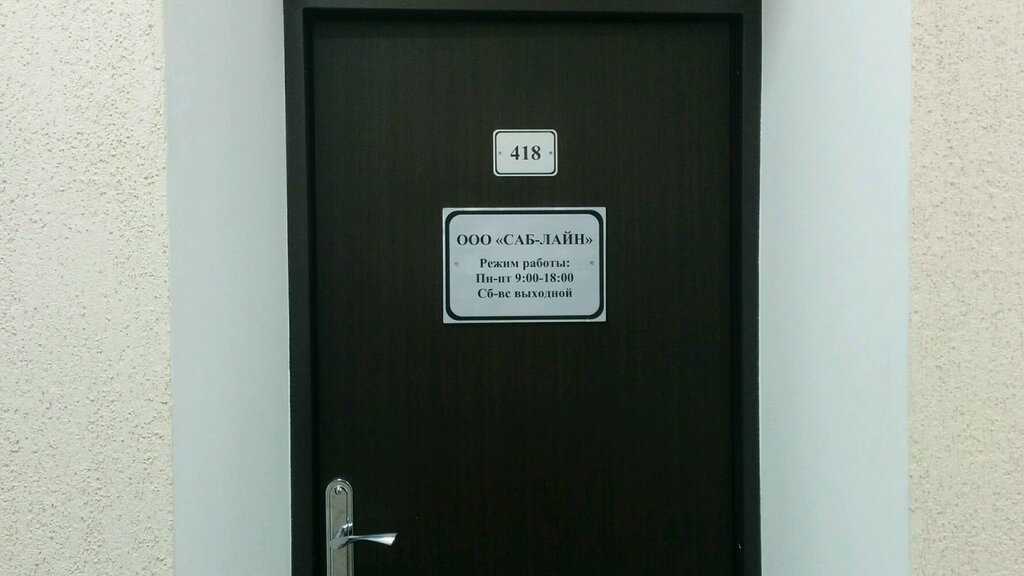 418
ООО «САБ-ЛАЙН»
Режим работы:
Пн-пт 9:00-18:00
Сб-вс выходной